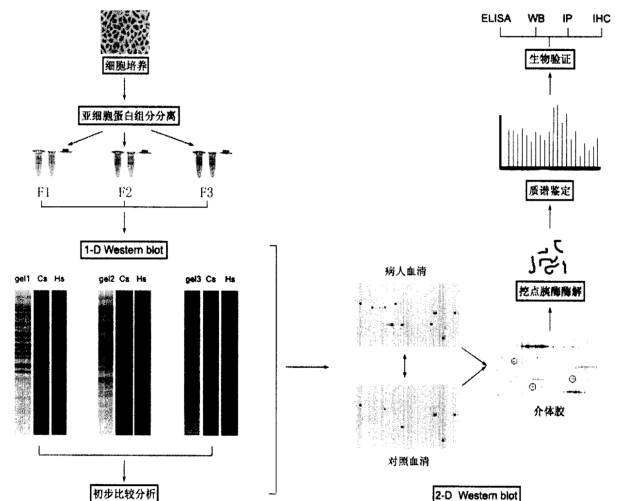 细胞培养
亚细胞蛋白组分分离
F1 F2 F3
1-D Western blot
gel1 Cs Hs gel2 Cs Hs gel3 Cs Hs
初步比较分析
病人血清
对照血清
2-D Western blot
介体胶
挖点胰酶酶解
质谱鉴定
生物验证
ELISA WB IP IHC